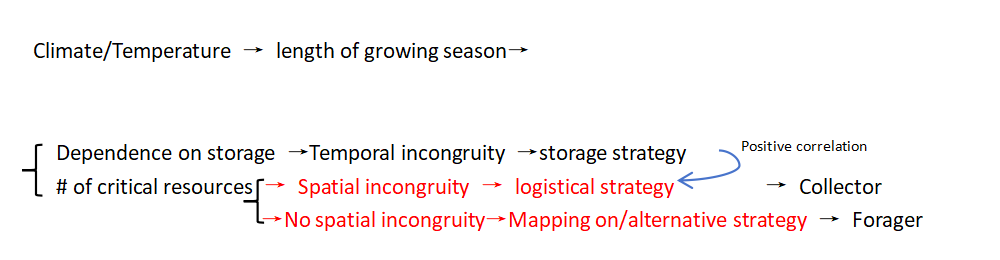 Climate/Temperature → length of growing season→
Positive correlation
Dependence on storage →Temporal incongruity →storage strategy
# of critical resources → Spatial incongruity → logistical strategy → Collector
→No spatial incongruity→Mapping on/alternative strategy → Forager